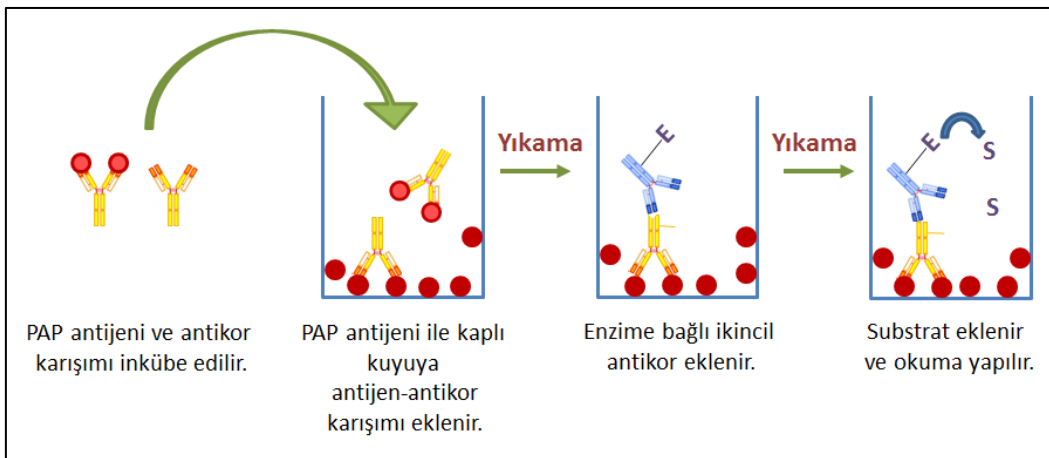 Yıkama
Yıkama
E
E
S
S
PAP antijeni ve antikor
karışımı inkübe edilir.
PAP antijeni ile kaplı
kuyuya
antijen-antikor
karışımı eklenir.
Enzime bağlı ikincil
antikor eklenir.
Substrat eklenir
ve okuma yapılır.